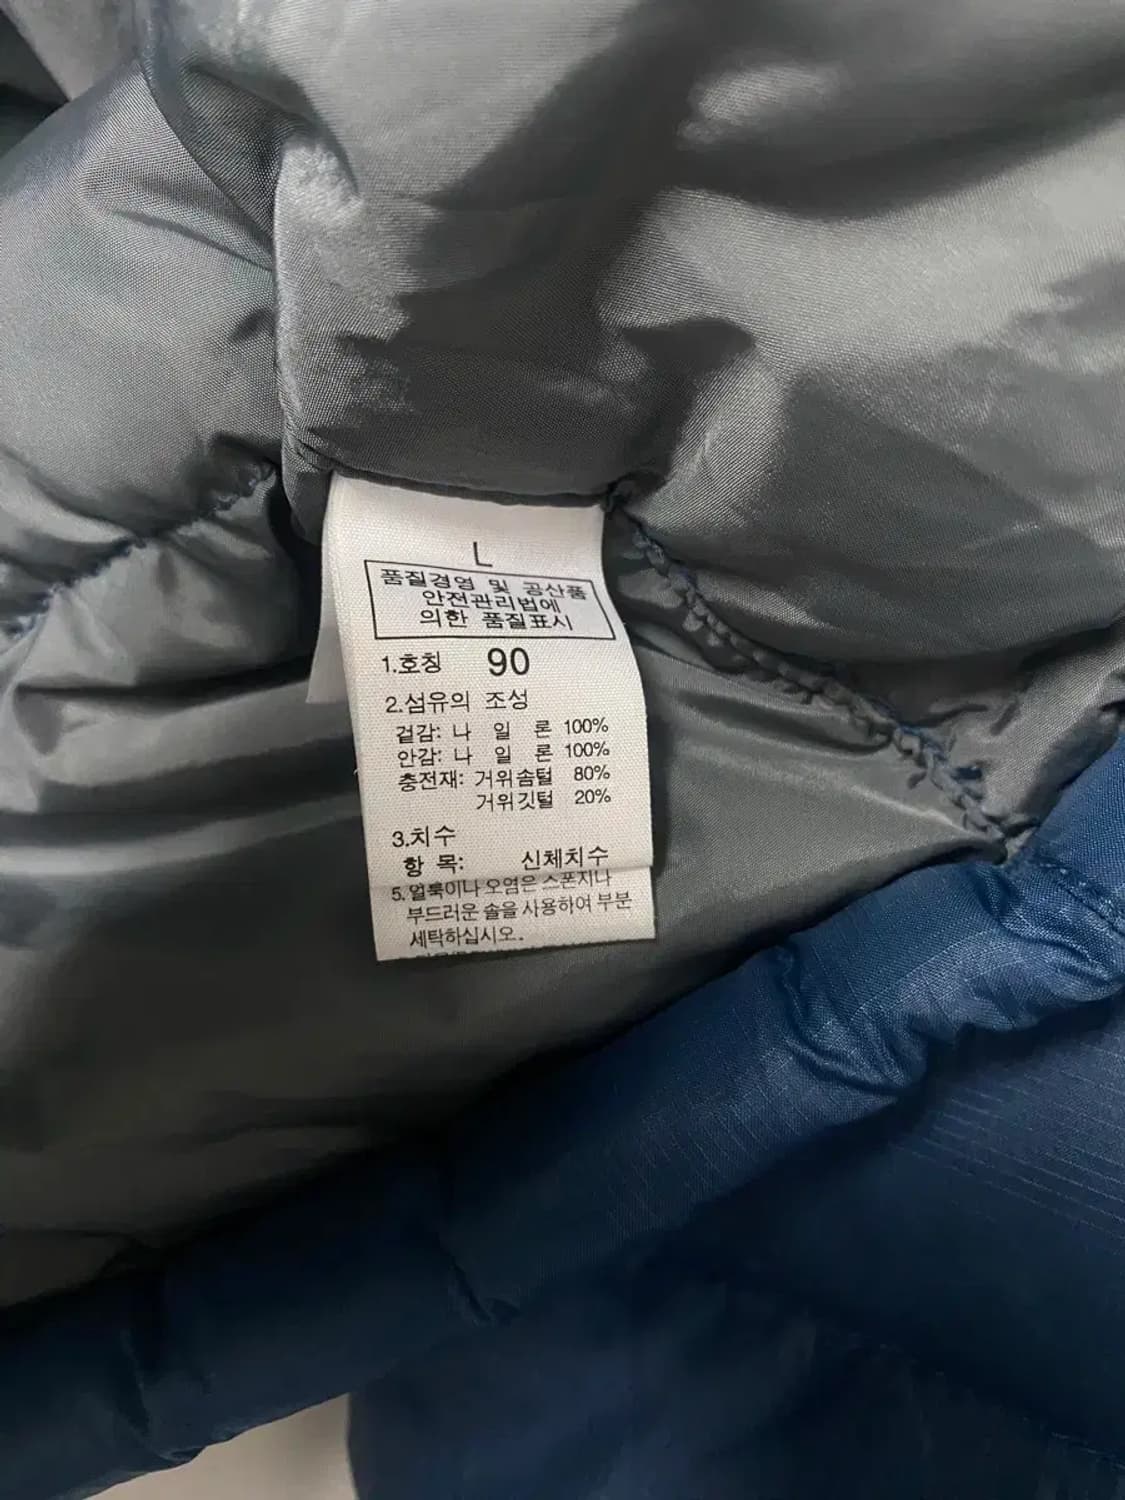 L
품질경영 및 공산품
안전관리법에
의한 품질표시
1.호칭 90
2.섬유의 조성
겉감: 나 일 론 100%
안감: 나 일 론 100%
충전재: 거위솜털 80%
거위깃털 20%
3.치수
항 목: 신체치수
5.얼룩이나 오염은 스폰지나
부드러운 솔을 사용하여 부분
세탁하십시오.